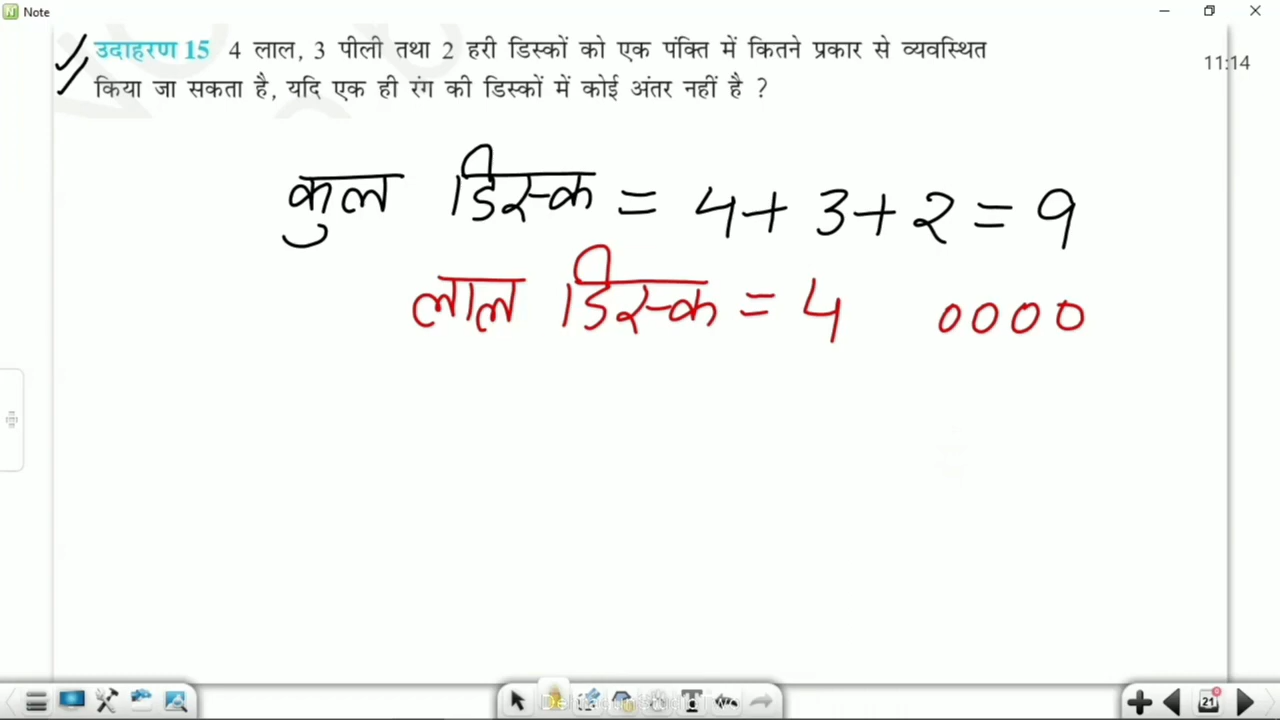 Note
उदाहरण 15 4 लाल, 3 पीली तथा 2 हरी डिस्कों को एक पंक्ति में कितने प्रकार से व्यवस्थित
11:14
किया जा सकता है, यदि एक ही रंग की डिस्कों में कोई अंतर नहीं है ?
कुल डिस्क = 4 + 3 + 2 = 9
लाल डिस्क = 4 0000
21